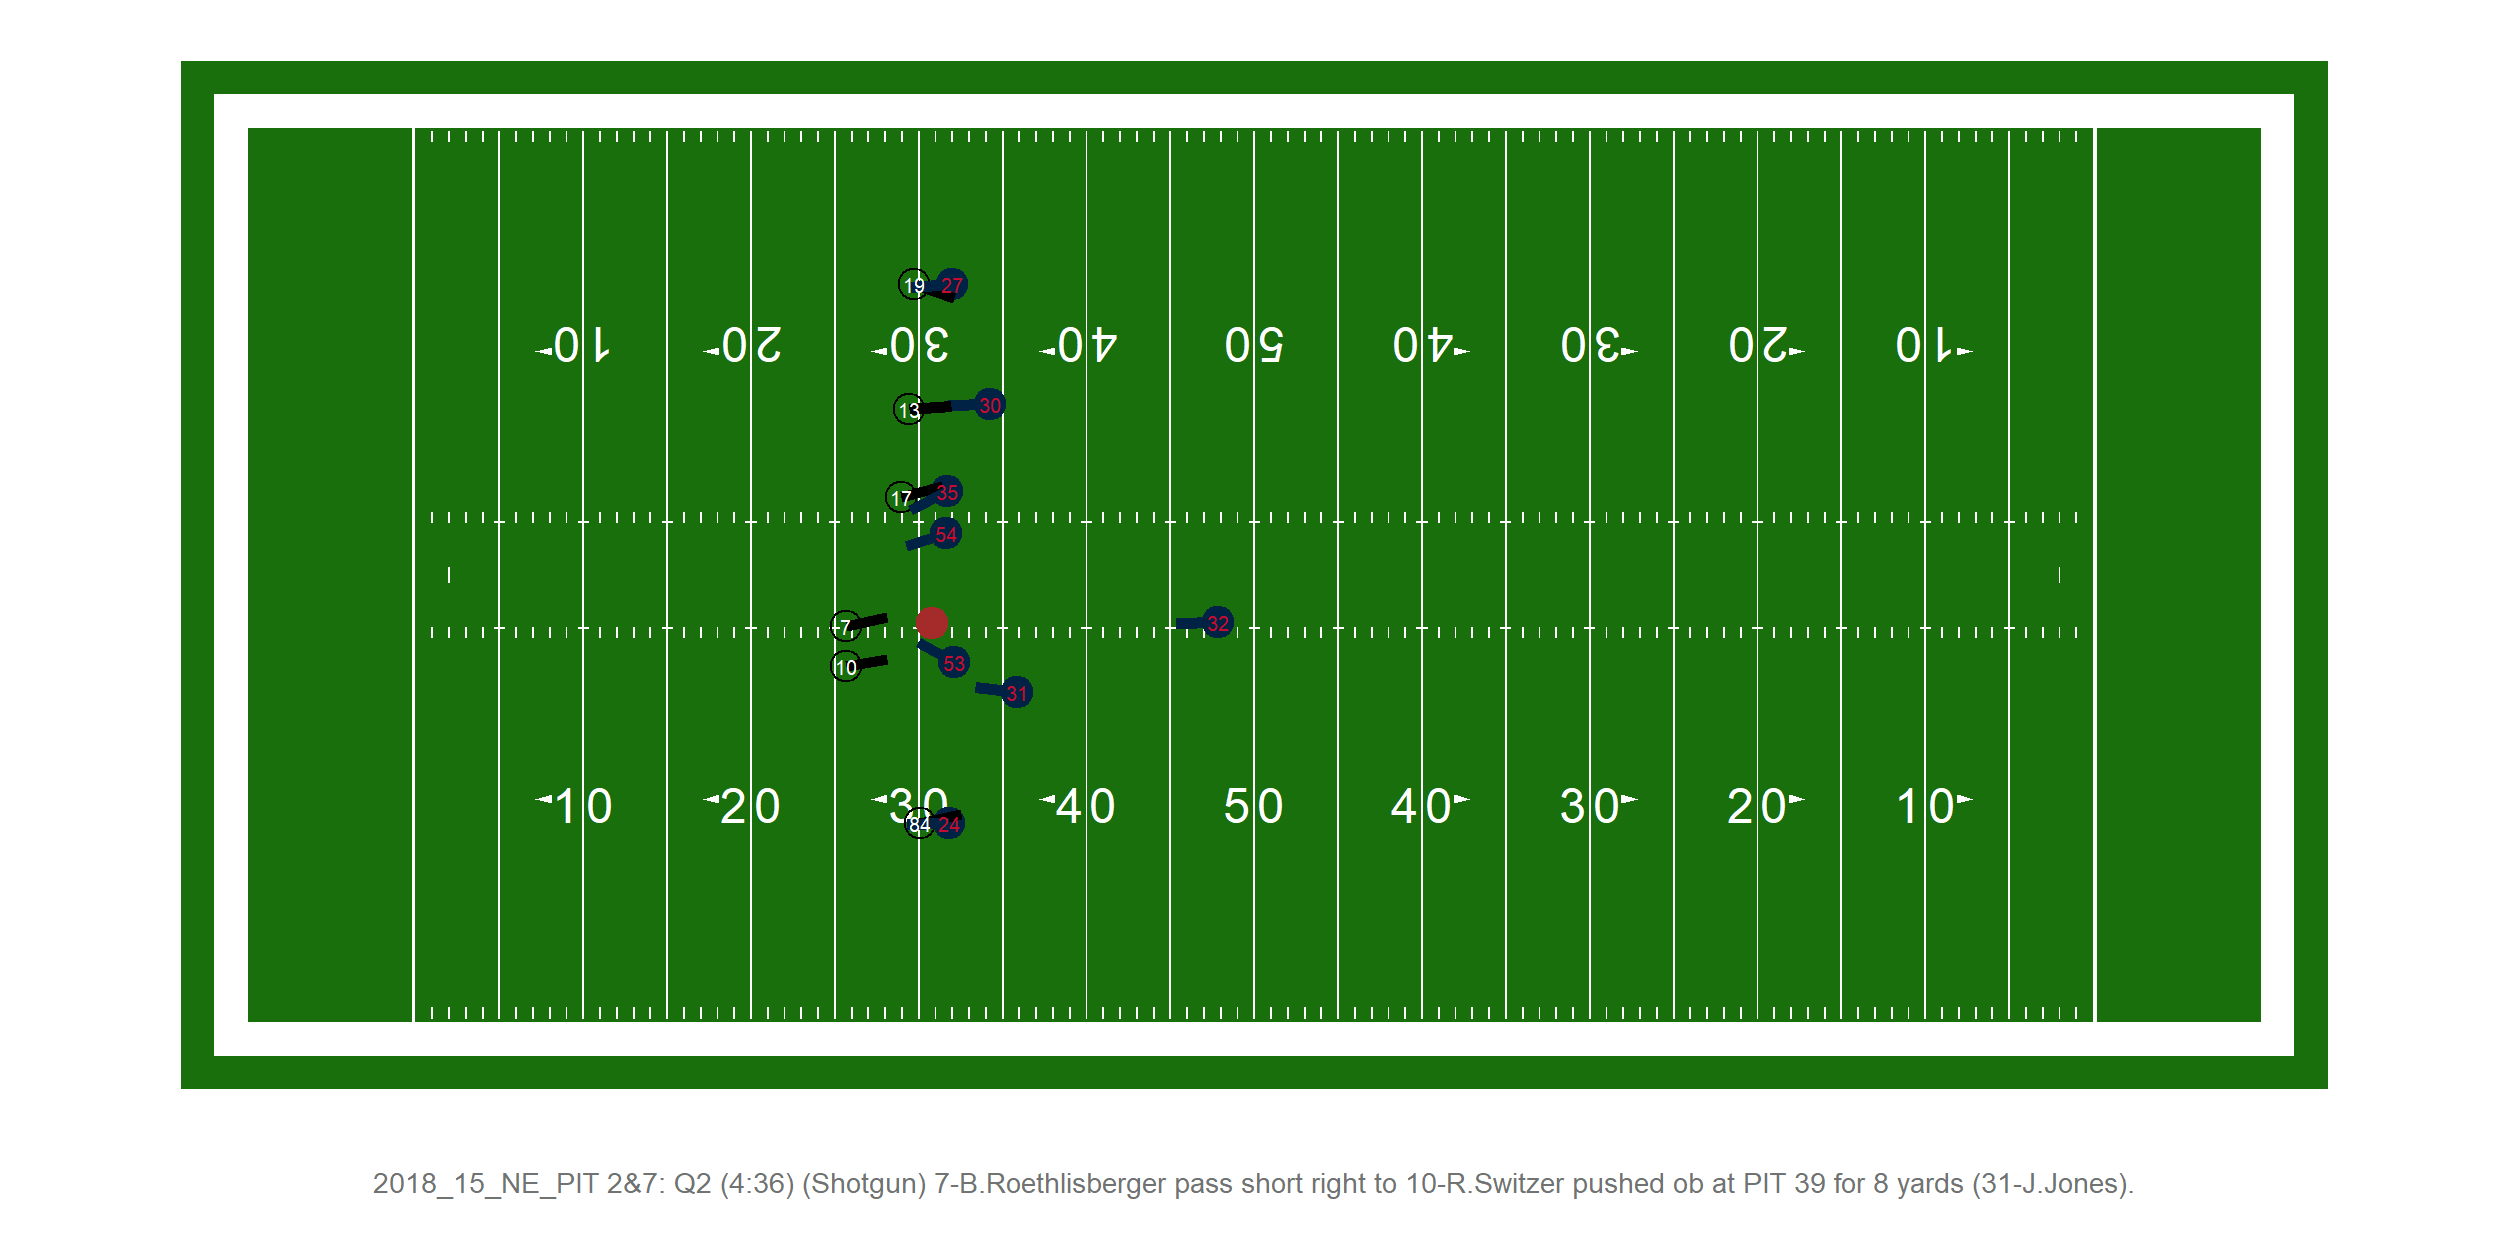 19 27
10 20 30 40 50 40 30 20 10
13 30
17 35
54
7 32
10 53
31
10 20 30 40 50 40 30 20 10
84 24
2018_15_NE_PIT 2&7: Q2 (4:36) (Shotgun) 7-B.Roethlisberger pass short right to 10-R.Switzer pushed ob at PIT 39 for 8 yards (31-J.Jones).